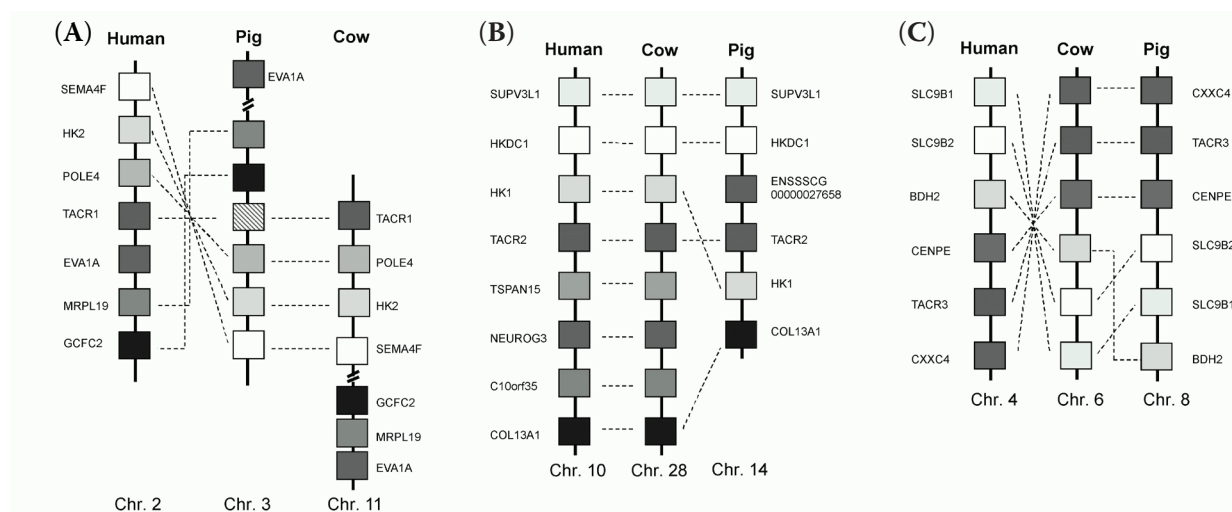 (A)
Human
Pig
Cow
SEMA4F
HK2
POLE4
TACR1
EVA1A
MRPL19
GCFC2
EVA1A
TACR1
POLE4
HK2
SEMA4F
GCFC2
MRPL19
EVA1A
Chr. 2
Chr. 3
Chr. 11
(B)
Human
Cow
Pig
SUPV3L1
HKDC1
HK1
TACR2
TSPAN15
NEUROG3
C10orf35
COL13A1
SUPV3L1
HKDC1
ENSSSCG
00000027658
TACR2
HK1
COL13A1
Chr. 10
Chr. 28
Chr. 14
(C)
Human
Cow
Pig
SLC9B1
SLC9B2
BDH2
CENPE
TACR3
CXXC4
CXXC4
TACR3
CENPE
SLC9B2
SLC9B1
BDH2
Chr. 4
Chr. 6
Chr. 8